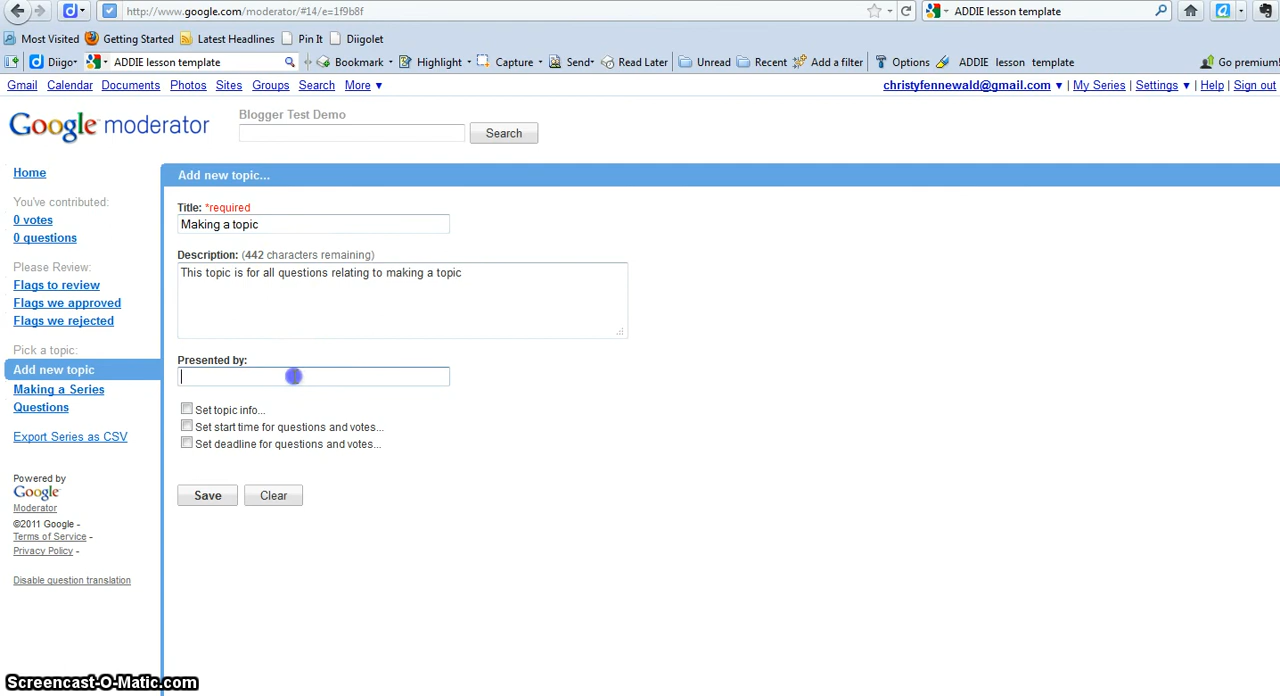 http://www.google.com/moderator/#14/e=1f9b8f
ADDIE lesson template
Most Visited Getting Started Latest Headlines Pin It Diigolet
Diigo ADDIE lesson template Bookmark Highlight Capture Send Read Later Unread Recent Add a filter Options ADDIE lesson template Go premium!
Gmail Calendar Documents Photos Sites Groups Search More ▼ christyfennewald@gmail.com ▼ | My Series | Settings ▼ | Help | Sign out
Google moderator
Blogger Test Demo
Search
Home
You've contributed:
0 votes
0 questions
Please Review:
Flags to review
Flags we approved
Flags we rejected
Pick a topic:
Add new topic
Making a Series
Questions
Export Series as CSV
Powered by
Google
Moderator
©2011 Google -
Terms of Service -
Privacy Policy -
Disable question translation
Add new topic...
Title: *required
Making a topic
Description: (442 characters remaining)
This topic is for all questions relating to making a topic
Presented by:
Set topic info...
Set start time for questions and votes...
Set deadline for questions and votes...
Save Clear
Screencast-O-Matic.com